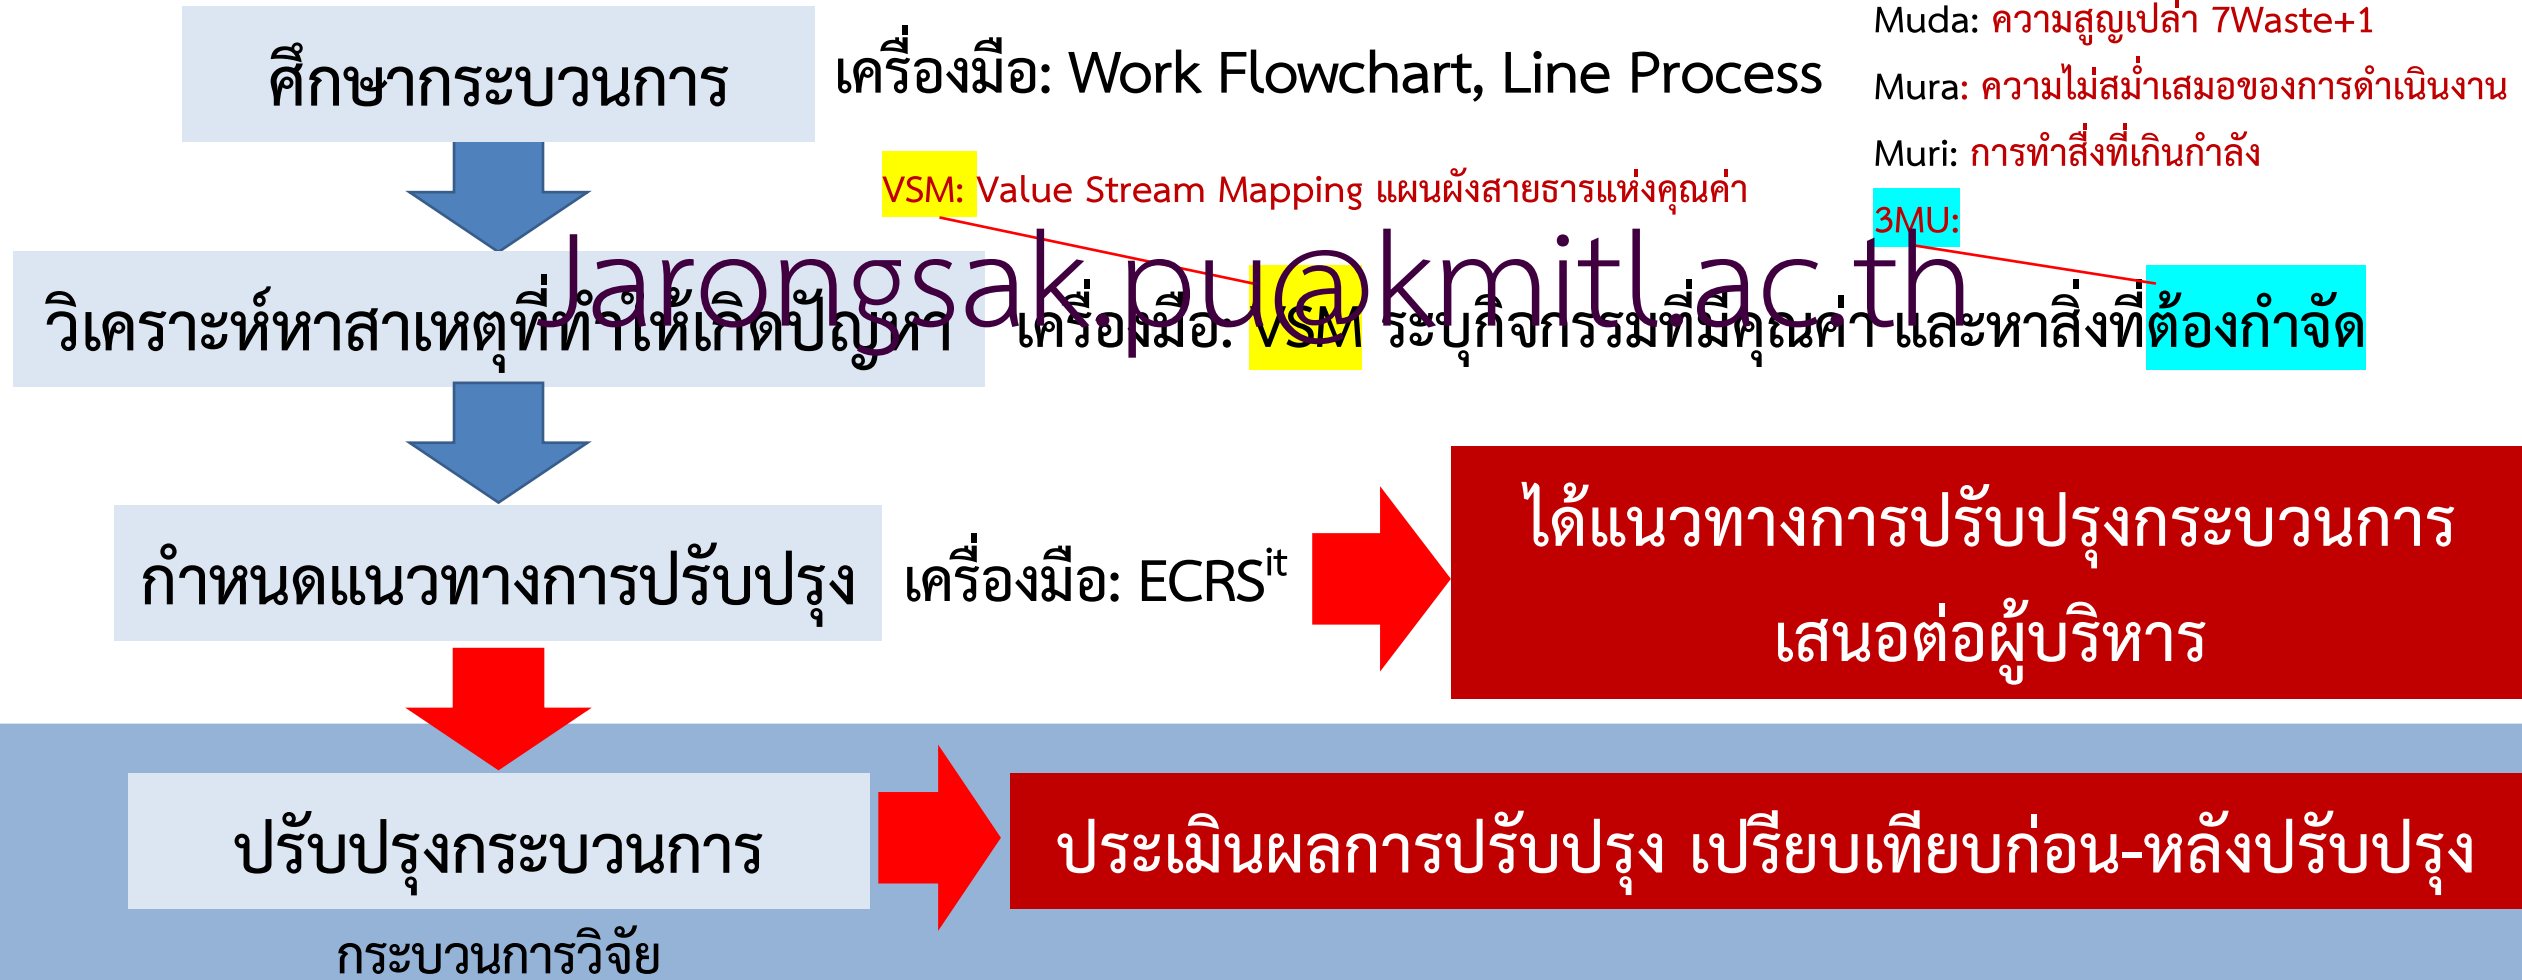 Muda: ความสูญเปล่า 7Waste+1
ศึกษากระบวนการ
เครื่องมือ: Work Flowchart, Line Process
Mura: ความไม่สม่ำเสมอของการดำเนินงาน
Muri: การทำสิ่งที่เกินกำลัง
VSM: Value Stream Mapping แผนผังสายธารแห่งคุณค่า
3MU:
Jarongsak.pu@kmitl.ac.th
วิเคราะห์หาสาเหตุที่ทำให้เกิดปัญหา
เครื่องมือ: VSM ระบุกิจกรรมที่มีคุณค่า และหาสิ่งที่ต้องกำจัด
กำหนดแนวทางการปรับปรุง
เครื่องมือ: ECRSit
ได้แนวทางการปรับปรุงกระบวนการ
เสนอต่อผู้บริหาร
ปรับปรุงกระบวนการ
ประเมินผลการปรับปรุง เปรียบเทียบก่อน-หลังปรับปรุง
กระบวนการวิจัย